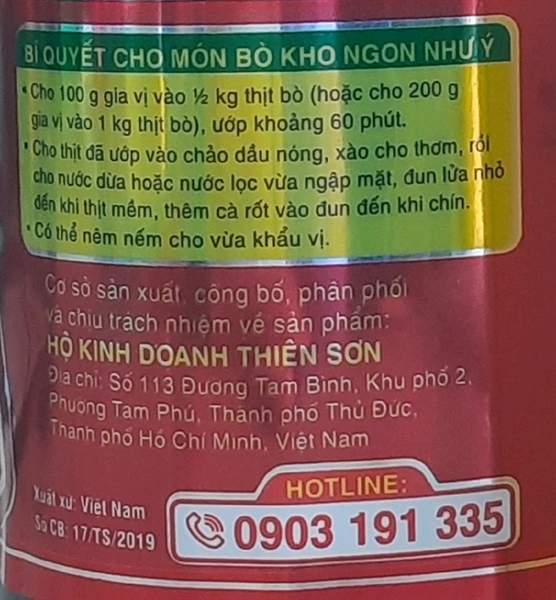 BÍ QUYẾT CHO MÓN BÒ KHO NGON NHƯ Ý
• Cho 100 g gia vị vào ½ kg thịt bò (hoặc cho 200 g
gia vị vào 1 kg thịt bò), ướp khoảng 60 phút.
• Cho thịt đã ướp vào chảo dầu nóng, xào cho thơm, rồi
cho nước dừa hoặc nước lọc vừa ngập mặt, đun lửa nhỏ
đến khi thịt mềm, thêm cà rốt vào đun đến khi chín.
• Có thể nêm nếm cho vừa khẩu vị.
Cơ sở sản xuất, công bố, phân phối
và chịu trách nhiệm về sản phẩm:
HỘ KINH DOANH THIÊN SƠN
Địa chỉ: Số 113 Đường Tam Bình, Khu phố 2,
Phường Tam Phú, Thành phố Thủ Đức,
Thành phố Hồ Chí Minh, Việt Nam
Xuất xứ: Việt Nam
Số CB: 17/TS/2019
HOTLINE:
0903 191 335